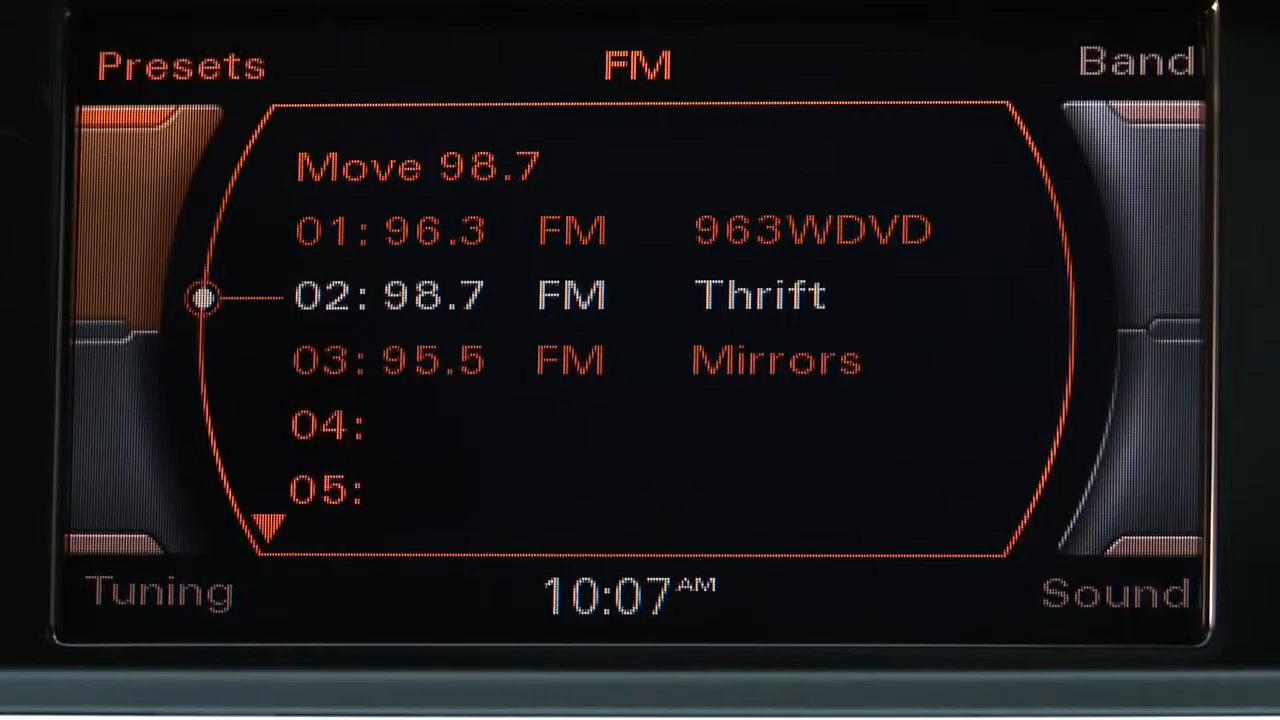 Presets FM Band
Move 98.7
01: 96.3 FM 963WDVD
02: 98.7 FM Thrift
03: 95.5 FM Mirrors
04:
05:
Tuning 10:07 AM Sound